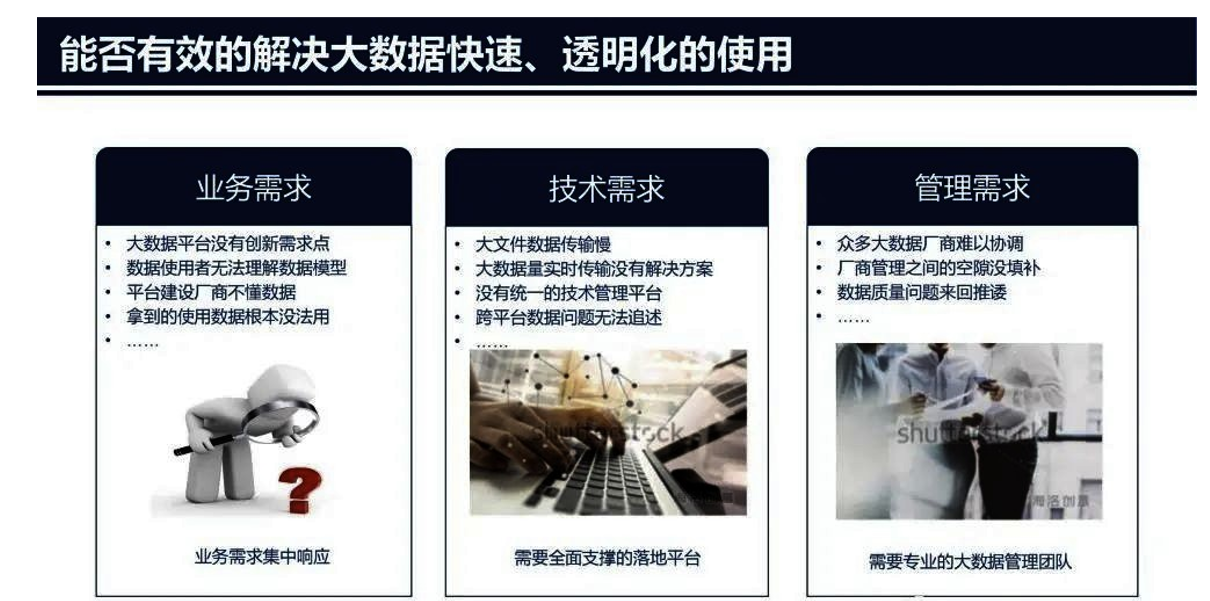 能否有效的解决大数据快速、透明化的使用
业务需求
• 大数据平台没有创新需求点
• 数据使用者无法理解数据模型
• 平台建设厂商不懂数据
• 拿到的使用数据根本没法用
• ……
业务需求集中响应
技术需求
• 大文件数据传输慢
• 大数据量实时传输没有解决方案
• 没有统一的技术管理平台
• 跨平台数据问题无法追述
• ……
shutterstock
需要全面支撑的落地平台
管理需求
• 众多大数据厂商难以协调
• 厂商管理之间的空隙没填补
• 数据质量问题来回推诿
• ……
shutterstock
海洛创意
需要专业的大数据管理团队